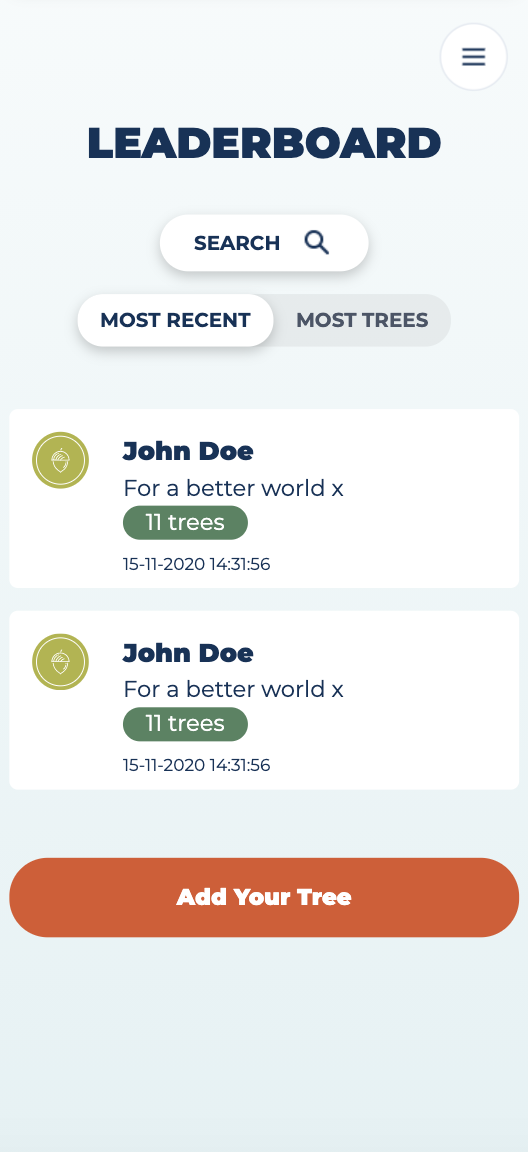 LEADERBOARD
SEARCH
MOST RECENT MOST TREES
John Doe
For a better world x
11 trees
15-11-2020 14:31:56
John Doe
For a better world x
11 trees
15-11-2020 14:31:56
Add Your Tree